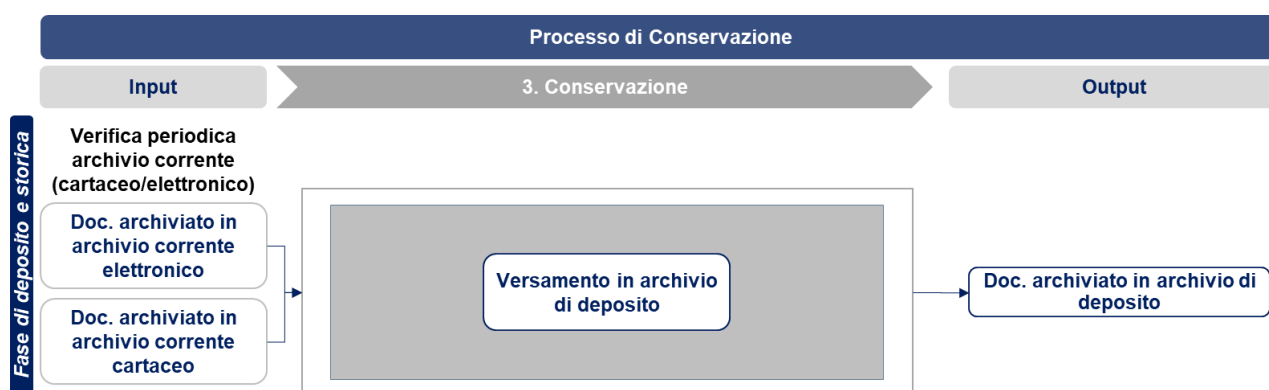 Processo di Conservazione
Input
3. Conservazione
Output
Fase di deposito e storica
Verifica periodica
archivio corrente
(cartaceo/elettronico)
Doc. archiviato in
archivio corrente
elettronico
Doc. archiviato in
archivio corrente
cartaceo
Versamento in archivio
di deposito
Doc. archiviato in archivio di
deposito